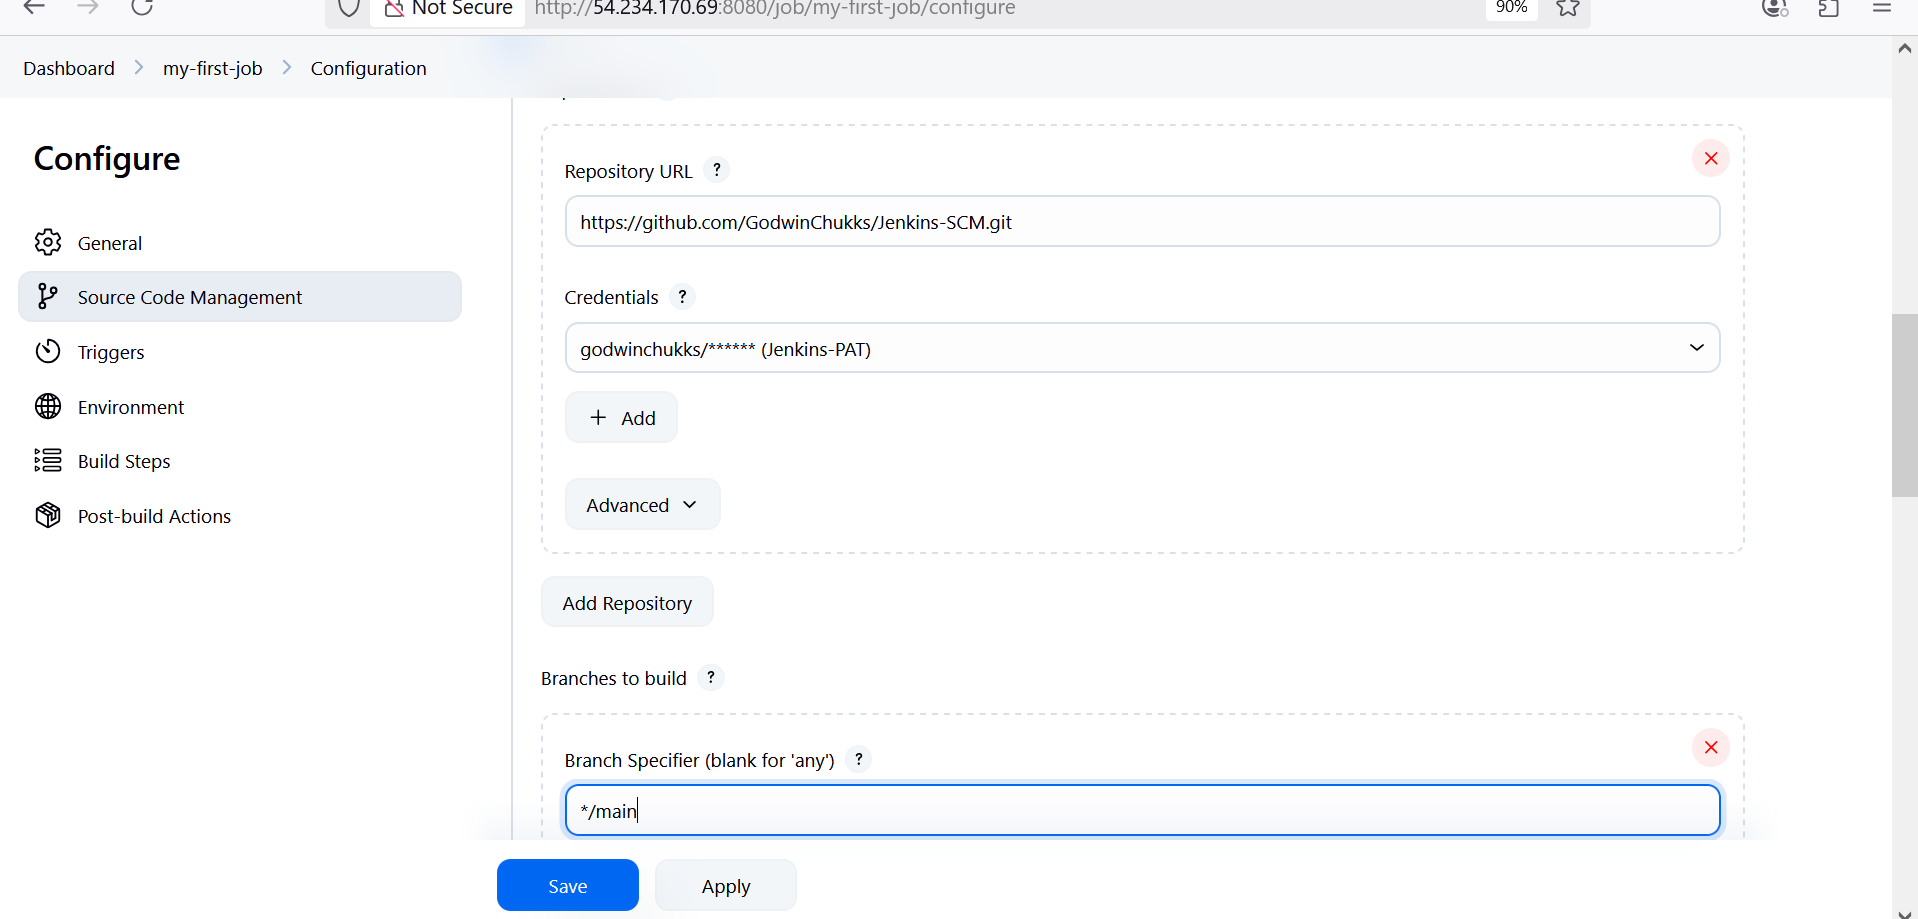 Not Secure http://54.234.170.69:8080/job/my-first-job/configure 90%
Dashboard my-first-job Configuration
Configure
General
Source Code Management
Triggers
Environment
Build Steps
Post-build Actions
Repository URL ?
https://github.com/GodwinChukks/Jenkins-SCM.git
Credentials ?
godwinchukks/****** (Jenkins-PAT)
+ Add
Advanced
Add Repository
Branches to build ?
Branch Specifier (blank for 'any') ?
*/main
Save Apply